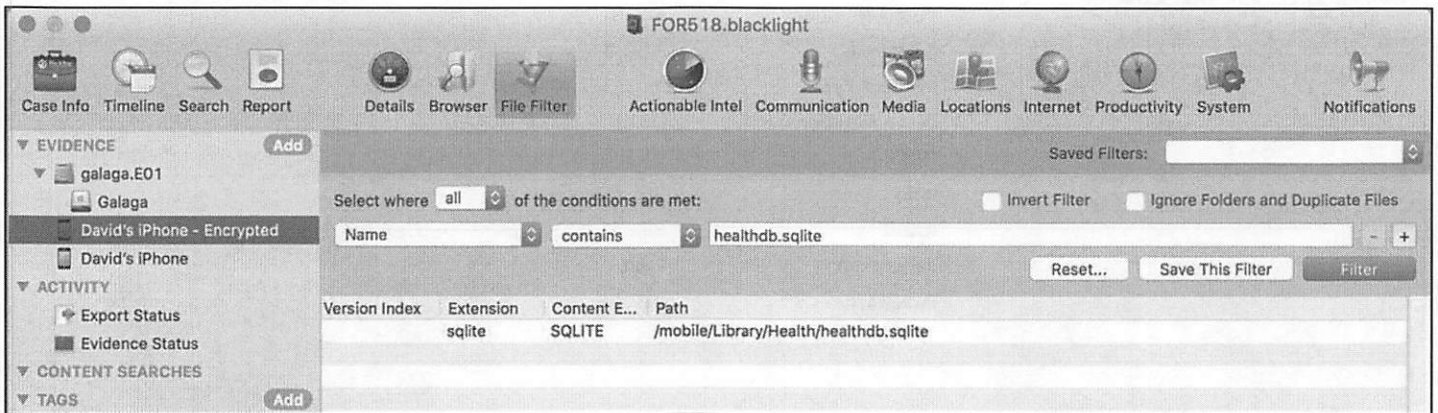 FOR518.blacklight
Case Info Timeline Search Report Details Browser File Filter Actionable Intel Communication Media Locations Internet Productivity System Notifications
EVIDENCE Add
Saved Filters:
galaga.E01
Galaga
Select where all of the conditions are met: Invert Filter Ignore Folders and Duplicate Files
David's iPhone - Encrypted
Name contains healthdb.sqlite - +
David's iPhone
Reset... Save This Filter Filter
ACTIVITY
Version Index Extension Content E... Path
Export Status
sqlite SQLITE /mobile/Library/Health/healthdb.sqlite
Evidence Status
CONTENT SEARCHES
TAGS Add